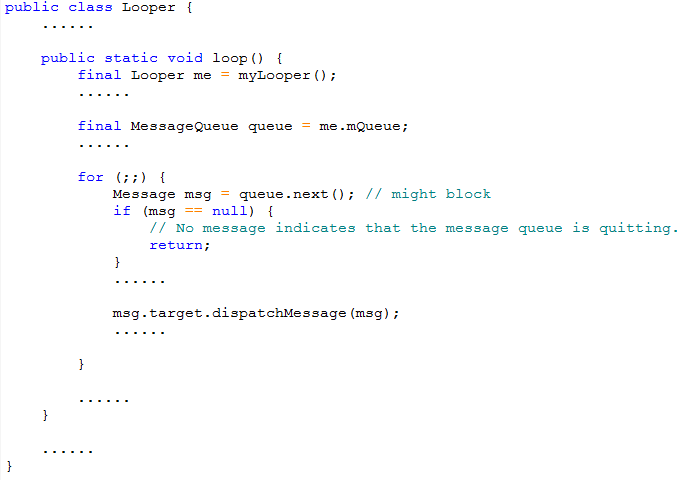 public class Looper {
    ......
    public static void loop() {
        final Looper me = myLooper();
        ......
        final MessageQueue queue = me.mQueue;
        ......
        for (;;) {
            Message msg = queue.next(); // might block
            if (msg == null) {
                // No message indicates that the message queue is quitting.
                return;
            }
            ......
            msg.target.dispatchMessage(msg);
            ......
        }
        ......
    }
    ......
}